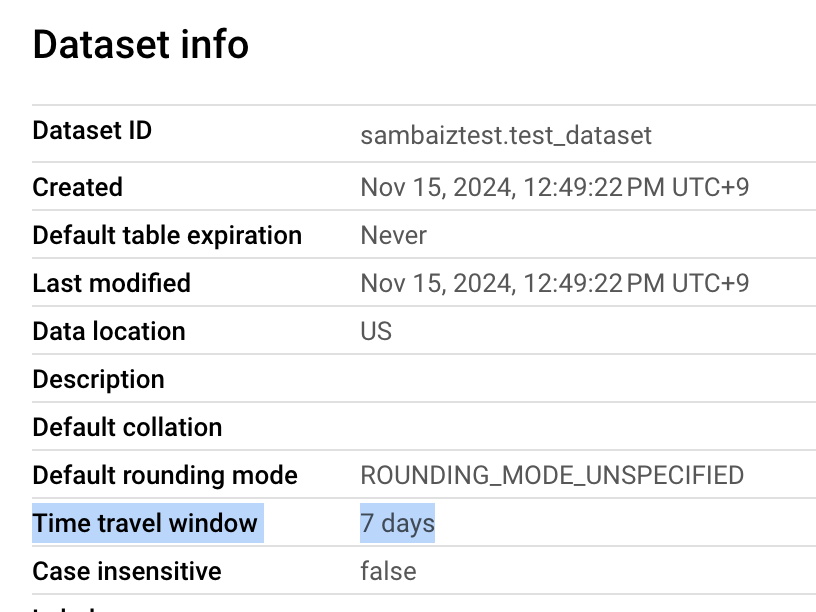 Dataset info
Dataset ID sambaiztest.test_dataset
Created Nov 15, 2024, 12:49:22 PM UTC+9
Default table expiration Never
Last modified Nov 15, 2024, 12:49:22 PM UTC+9
Data location US
Description
Default collation
Default rounding mode ROUNDING_MODE_UNSPECIFIED
Time travel window 7 days
Case insensitive false